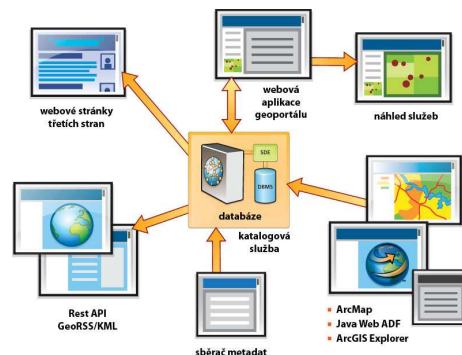 webové stránky
třetích stran
webová
aplikace
geoportálu
náhled služeb
SDE
DBMS
databáze
katalogová
služba
Rest API
GeoRSS/KML
sběrač metadat
ArcMap
Java Web ADF
ArcGIS Explorer